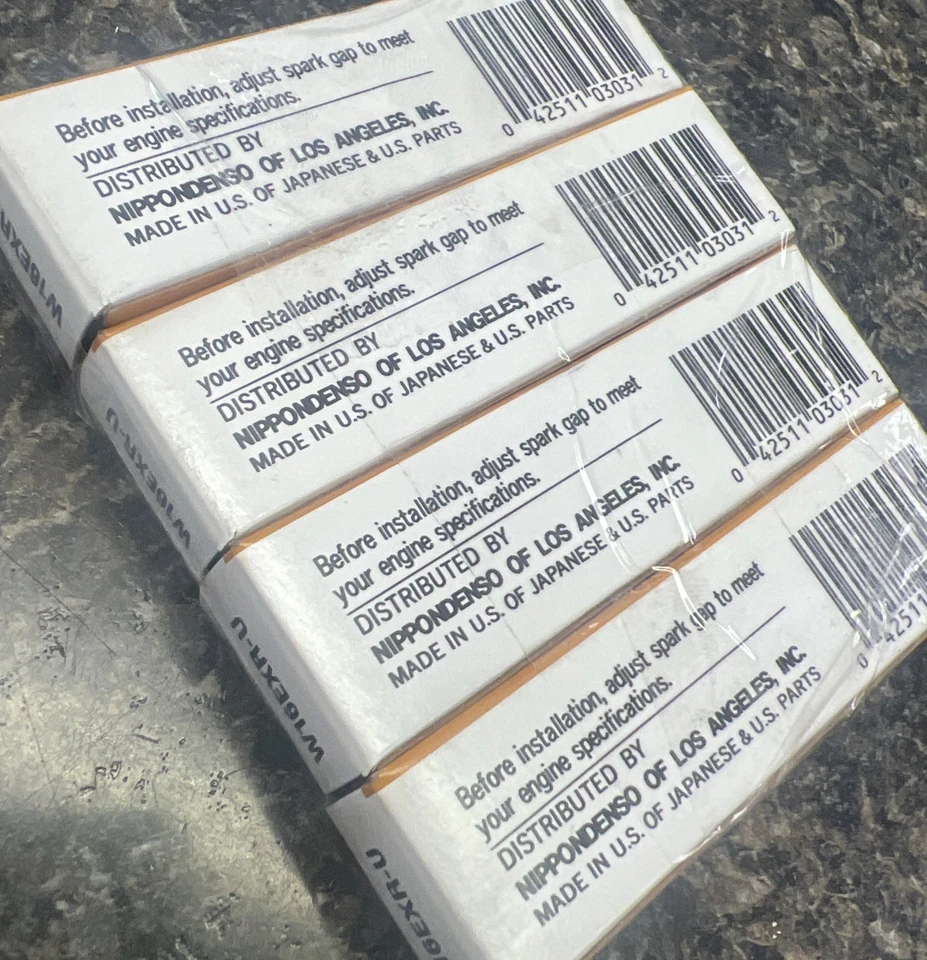 Before installation, adjust spark gap to meet
your engine specifications.
DISTRIBUTED BY
NIPPONDENSO OF LOS ANGELES, INC.
MADE IN U.S. OF JAPANESE & U.S. PARTS
0 42511 03031 2
W16EXR
Before installation, adjust spark gap to meet
your engine specifications.
DISTRIBUTED BY
NIPPONDENSO OF LOS ANGELES, INC.
MADE IN U.S. OF JAPANESE & U.S. PARTS
0 42511 03031 2
W16EXR-U
Before installation, adjust spark gap to meet
your engine specifications.
DISTRIBUTED BY
NIPPONDENSO OF LOS ANGELES, INC.
MADE IN U.S. OF JAPANESE & U.S. PARTS
0 42511 03031 2
W16EXR-U
Before installation, adjust spark gap to meet
your engine specifications.
DISTRIBUTED BY
NIPPONDENSO OF LOS ANGELES, INC.
MADE IN U.S. OF JAPANESE & U.S. PARTS
0 42511
16EXR-U